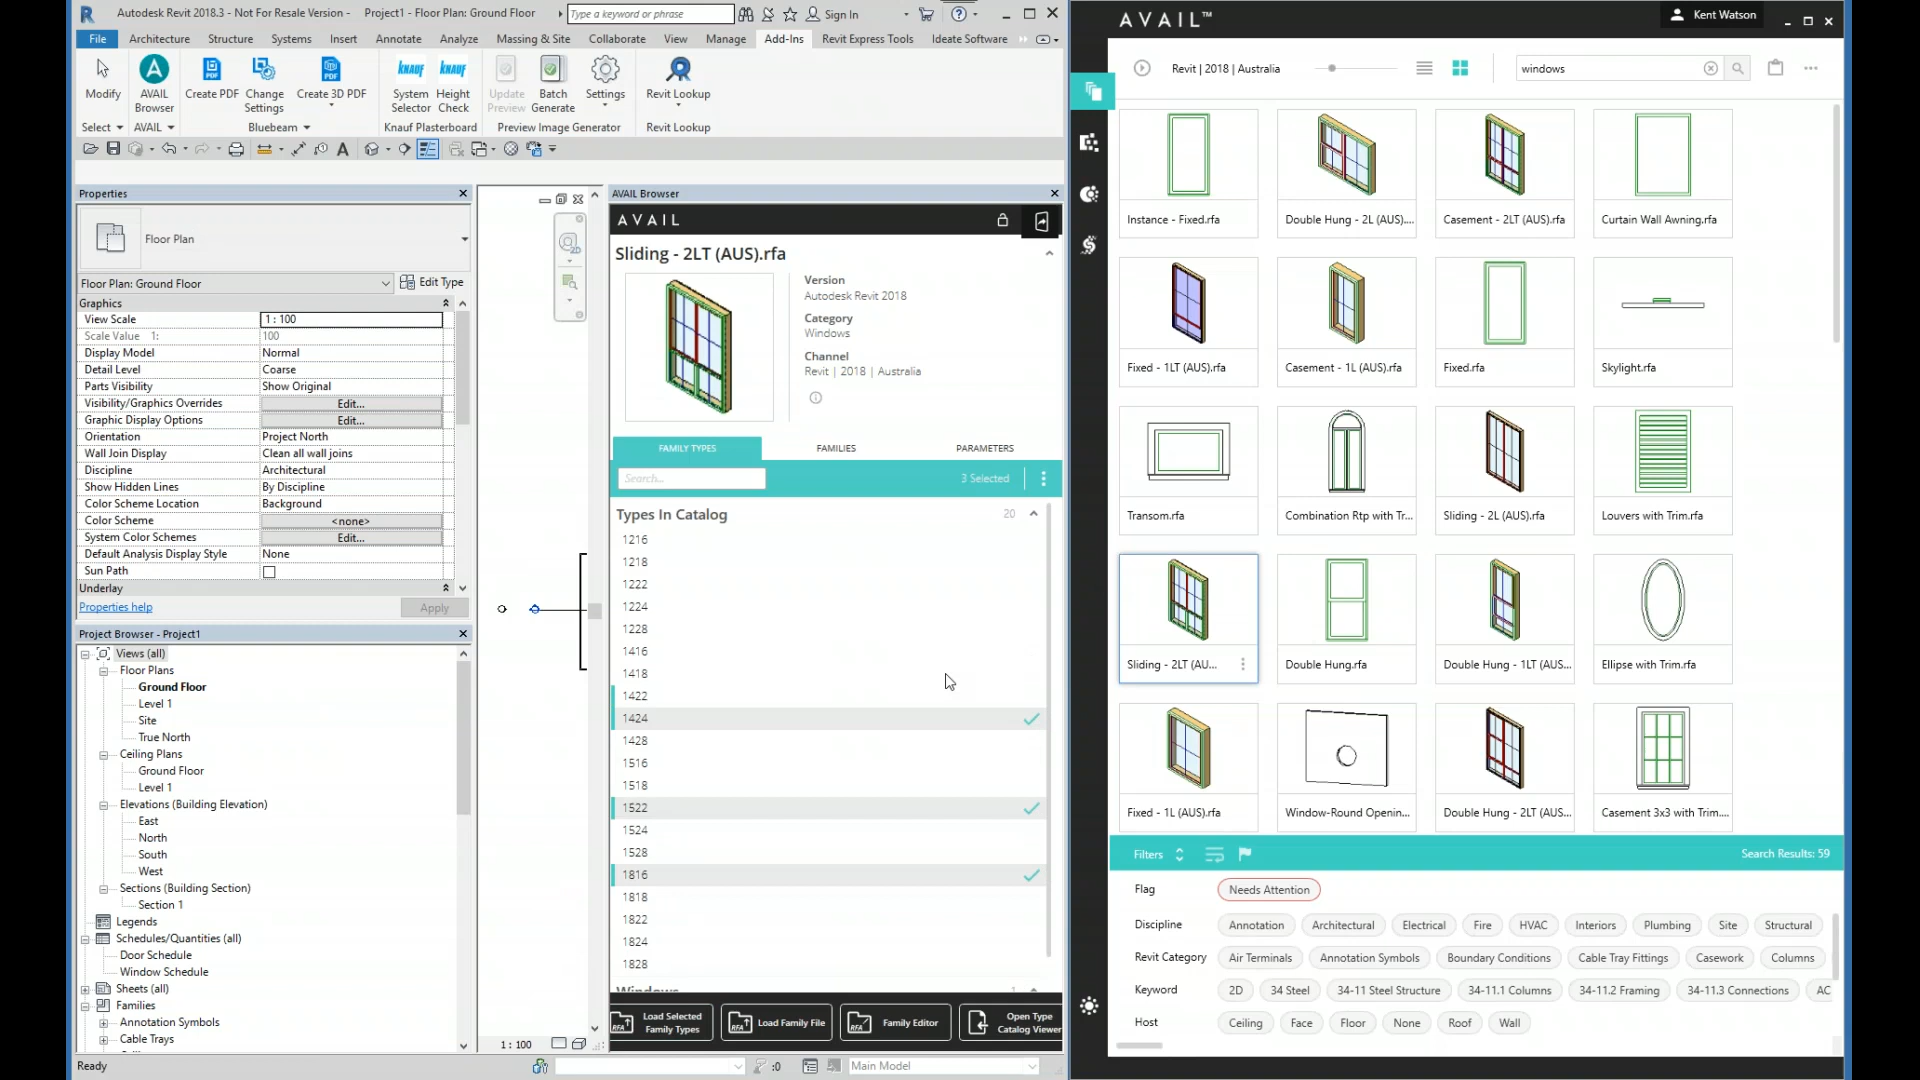 Autodesk Revit 2018.3 - Not For Resale Version - Project1 - Floor Plan: Ground Floor
Type a keyword or phrase
Sign In
File Architecture Structure Systems Insert Annotate Analyze Massing & Site Collaborate View Manage Add-Ins Revit Express Tools Ideate Software
Modify
AVAIL Browser
Create PDF
Change Settings
Create 3D PDF
KNAUF
System Selector
KNAUF
Height Check
Update Preview
Batch Generate
Settings
Revit Lookup
Select AVAIL Bluebeam Knauf Plasterboard Preview Image Generator Revit Lookup
Properties
Floor Plan
Floor Plan: Ground Floor
Edit Type
Graphics
View Scale 1 : 100
Scale Value 1: 100
Display Model Normal
Detail Level Coarse
Parts Visibility Show Original
Visibility/Graphics Overrides Edit...
Graphic Display Options Edit...
Orientation Project North
Wall Join Display Clean all wall joins
Discipline Architectural
Show Hidden Lines By Discipline
Color Scheme Location Background
Color Scheme <none>
System Color Schemes Edit...
Default Analysis Display Style None
Sun Path
Underlay
Properties help
Apply
Project Browser - Project1
Views (all)
Floor Plans
Ground Floor
Level 1
Site
True North
Ceiling Plans
Ground Floor
Level 1
Elevations (Building Elevation)
East
North
South
West
Sections (Building Section)
Section 1
Legends
Schedules/Quantities (all)
Door Schedule
Window Schedule
Sheets (all)
Families
Annotation Symbols
Cable Trays
Ready
2D
1 : 100
:0
Main Model
AVAIL Browser
AVAIL
Sliding - 2LT (AUS).rfa
Version
Autodesk Revit 2018
Category
Windows
Channel
Revit | 2018 | Australia
FAMILY TYPES FAMILIES PARAMETERS
Search...
3 Selected
Types In Catalog 20
1216
1218
1222
1224
1228
1416
1418
1422
1424
1428
1516
1518
1522
1524
1528
1816
1818
1822
1824
1828
Windows 1
Load Selected Family Types
Load Family File
Family Editor
Open Type Catalog Viewer
AVAIL™
Kent Watson
Revit | 2018 | Australia
windows
Instance - Fixed.rfa
Double Hung - 2L (AUS)....
Casement - 2LT (AUS).rfa
Curtain Wall Awning.rfa
Fixed - 1LT (AUS).rfa
Casement - 1L (AUS).rfa
Fixed.rfa
Skylight.rfa
Transom.rfa
Combination Rtp with Tr...
Sliding - 2L (AUS).rfa
Louvers with Trim.rfa
Sliding - 2LT (AU...
Double Hung.rfa
Double Hung - 1LT (AUS...
Ellipse with Trim.rfa
Fixed - 1L (AUS).rfa
Window-Round Openin...
Double Hung - 2LT (AUS...
Casement 3x3 with Trim....
Filters
Search Results: 59
Flag Needs Attention
Discipline Annotation Architectural Electrical Fire HVAC Interiors Plumbing Site Structural
Revit Category Air Terminals Annotation Symbols Boundary Conditions Cable Tray Fittings Casework Columns
Keyword 2D 34 Steel 34-11 Steel Structure 34-11.1 Columns 34-11.2 Framing 34-11.3 Connections AC
Host Ceiling Face Floor None Roof Wall